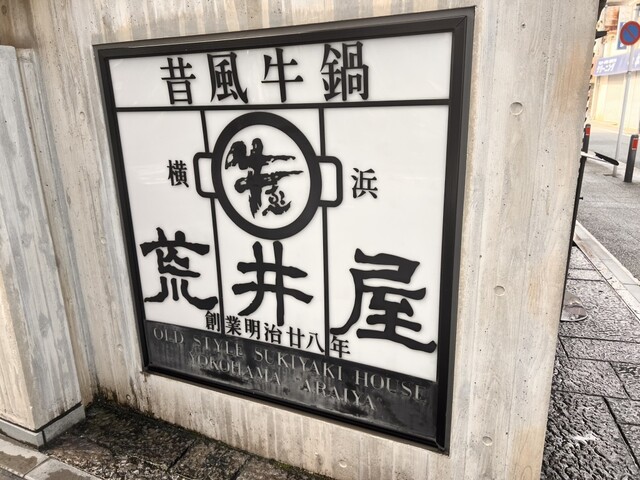 昔風牛鍋
横浜
荒井屋
創業明治廿八年
OLD STYLE SUKIYAKI HOUSE
YOKOHAMA ARAIYA